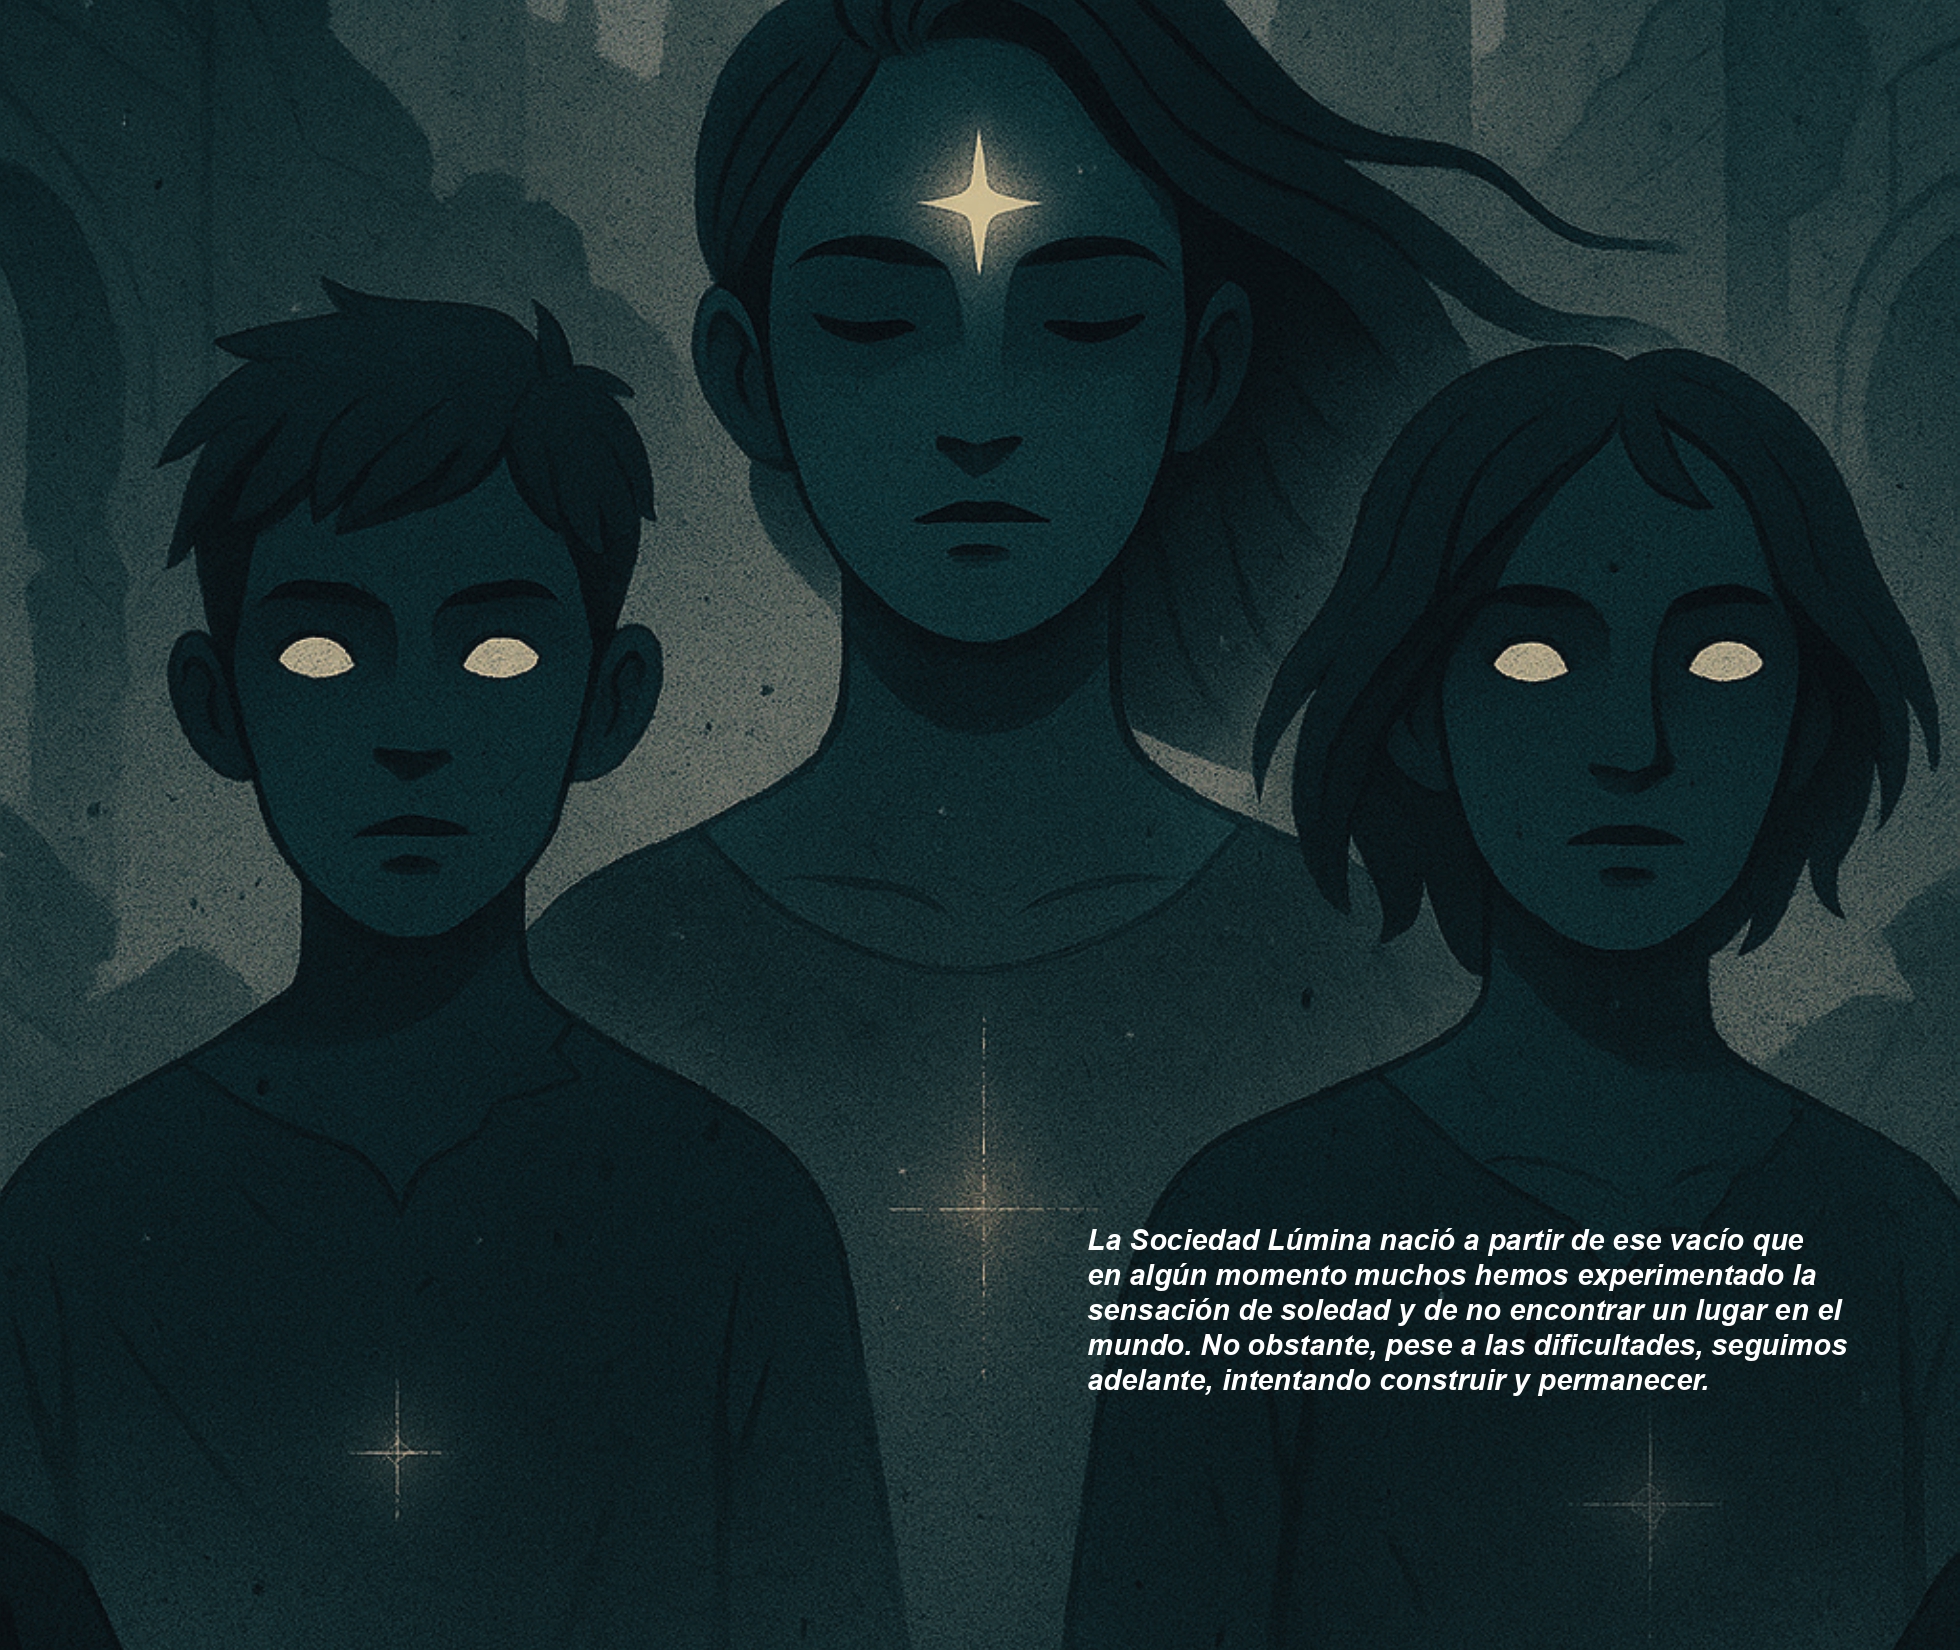 La Sociedad Lúmina nació a partir de ese vacío que
en algún momento muchos hemos experimentado la
sensación de soledad y de no encontrar un lugar en el
mundo. No obstante, pese a las dificultades, seguimos
adelante, intentando construir y permanecer.